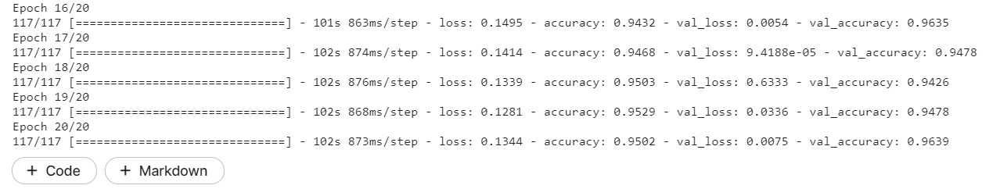 Epoch 16/20
117/117 [==============================] - 101s 863ms/step - loss: 0.1495 - accuracy: 0.9432 - val_loss: 0.0054 - val_accuracy: 0.9635
Epoch 17/20
117/117 [==============================] - 102s 874ms/step - loss: 0.1414 - accuracy: 0.9468 - val_loss: 9.4188e-05 - val_accuracy: 0.9478
Epoch 18/20
117/117 [==============================] - 102s 876ms/step - loss: 0.1339 - accuracy: 0.9503 - val_loss: 0.6333 - val_accuracy: 0.9426
Epoch 19/20
117/117 [==============================] - 102s 868ms/step - loss: 0.1281 - accuracy: 0.9529 - val_loss: 0.0336 - val_accuracy: 0.9478
Epoch 20/20
117/117 [==============================] - 102s 873ms/step - loss: 0.1344 - accuracy: 0.9502 - val_loss: 0.0075 - val_accuracy: 0.9639
+ Code + Markdown